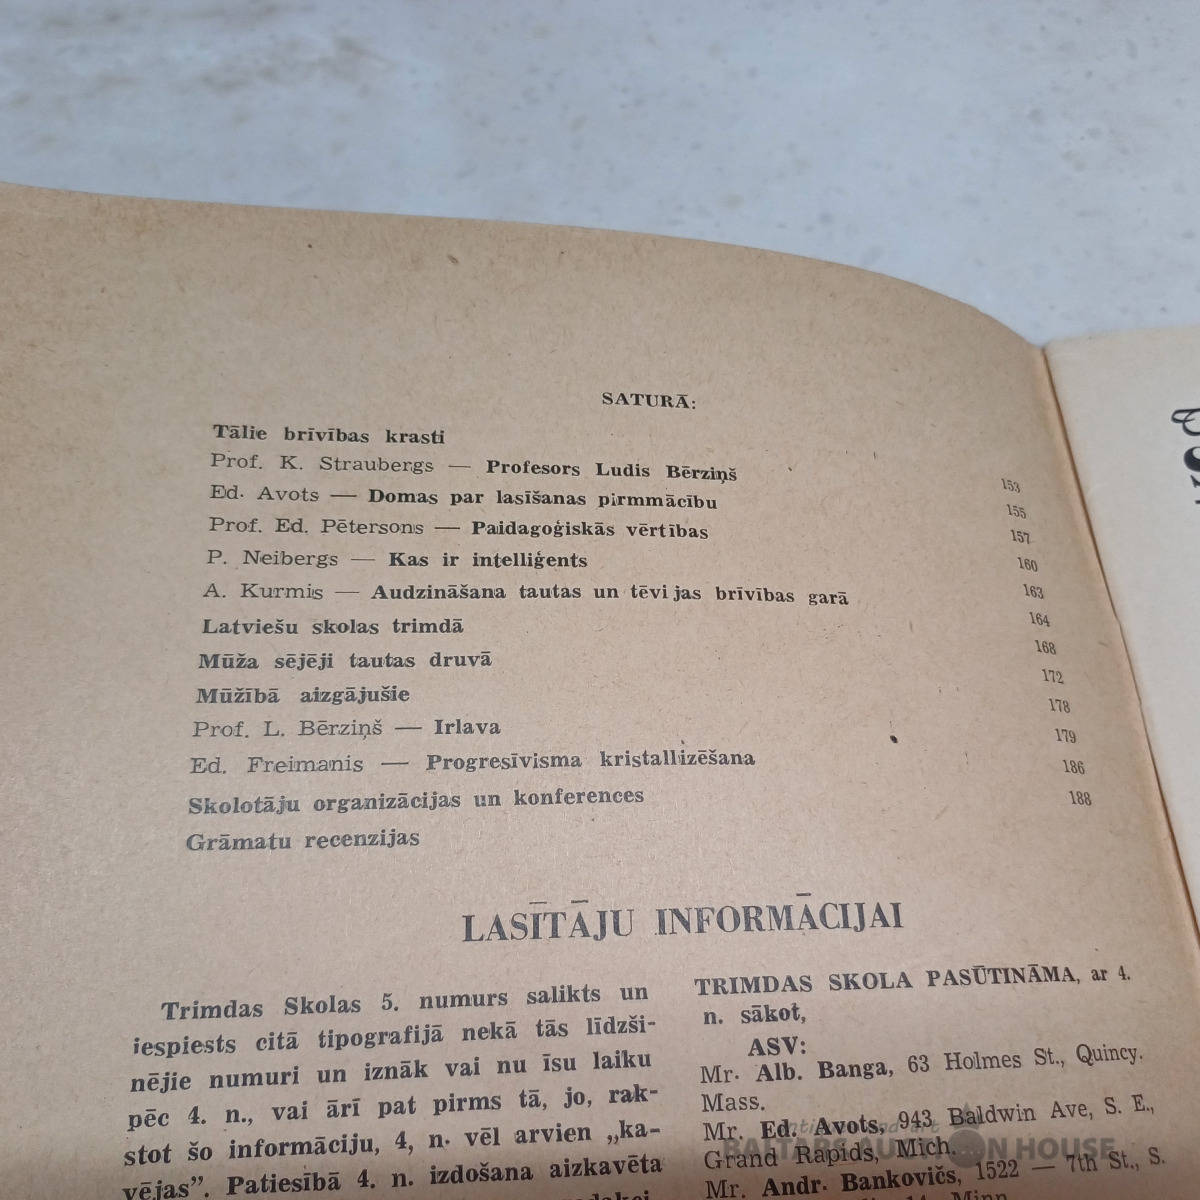 SATURĀ:
Tālie brīvības krasti
Prof. K. Straubergs — Profesors Ludis Bērziņš
Ed. Avots — Domas par lasīšanas pirmmācību
Prof. Ed. Pētersons — Paidagoģiskās vērtības
P. Neibergs — Kas ir intelliģents
A. Kurmis — Audzināšana tautas un tēvijas brīvības garā
Latviešu skolas trimdā
Mūža sējēji tautas druvā
Mūžībā aizgājušie
Prof. L. Bērziņš — Irlava
Ed. Freimanis — Progresīvisma kristallizēšana
Skolotāju organizācijas un konferences
Grāmatu recenzijas
153
155
157
160
163
164
168
172
178
179
186
188
LASĪTĀJU INFORMĀCIJAI
Trimdas Skolas 5. numurs salikts un
iespiests citā tipografijā nekā tās līdzši-
nējie numuri un iznāk vai nu īsu laiku
pēc 4. n., vai ārī pat pirms tā, jo, rak-
stot šo informāciju, 4, n. vēl arvien „ka-
vējas”. Patiesībā 4. n. izdošana aizkavēta
TRIMDAS SKOLA PASŪTINĀMA, ar 4.
n. sākot,
ASV:
Mr. Alb. Banga, 63 Holmes St., Quincy.
Mass.
Mr. Ed. Avots, 943 Baldwin Ave, S. E.,
Grand Rapids, Mich.
Mr. Andr. Bankovičs, 1522 — 7th St., S.
14, Minn
BALTARS AUCTION HOUSE